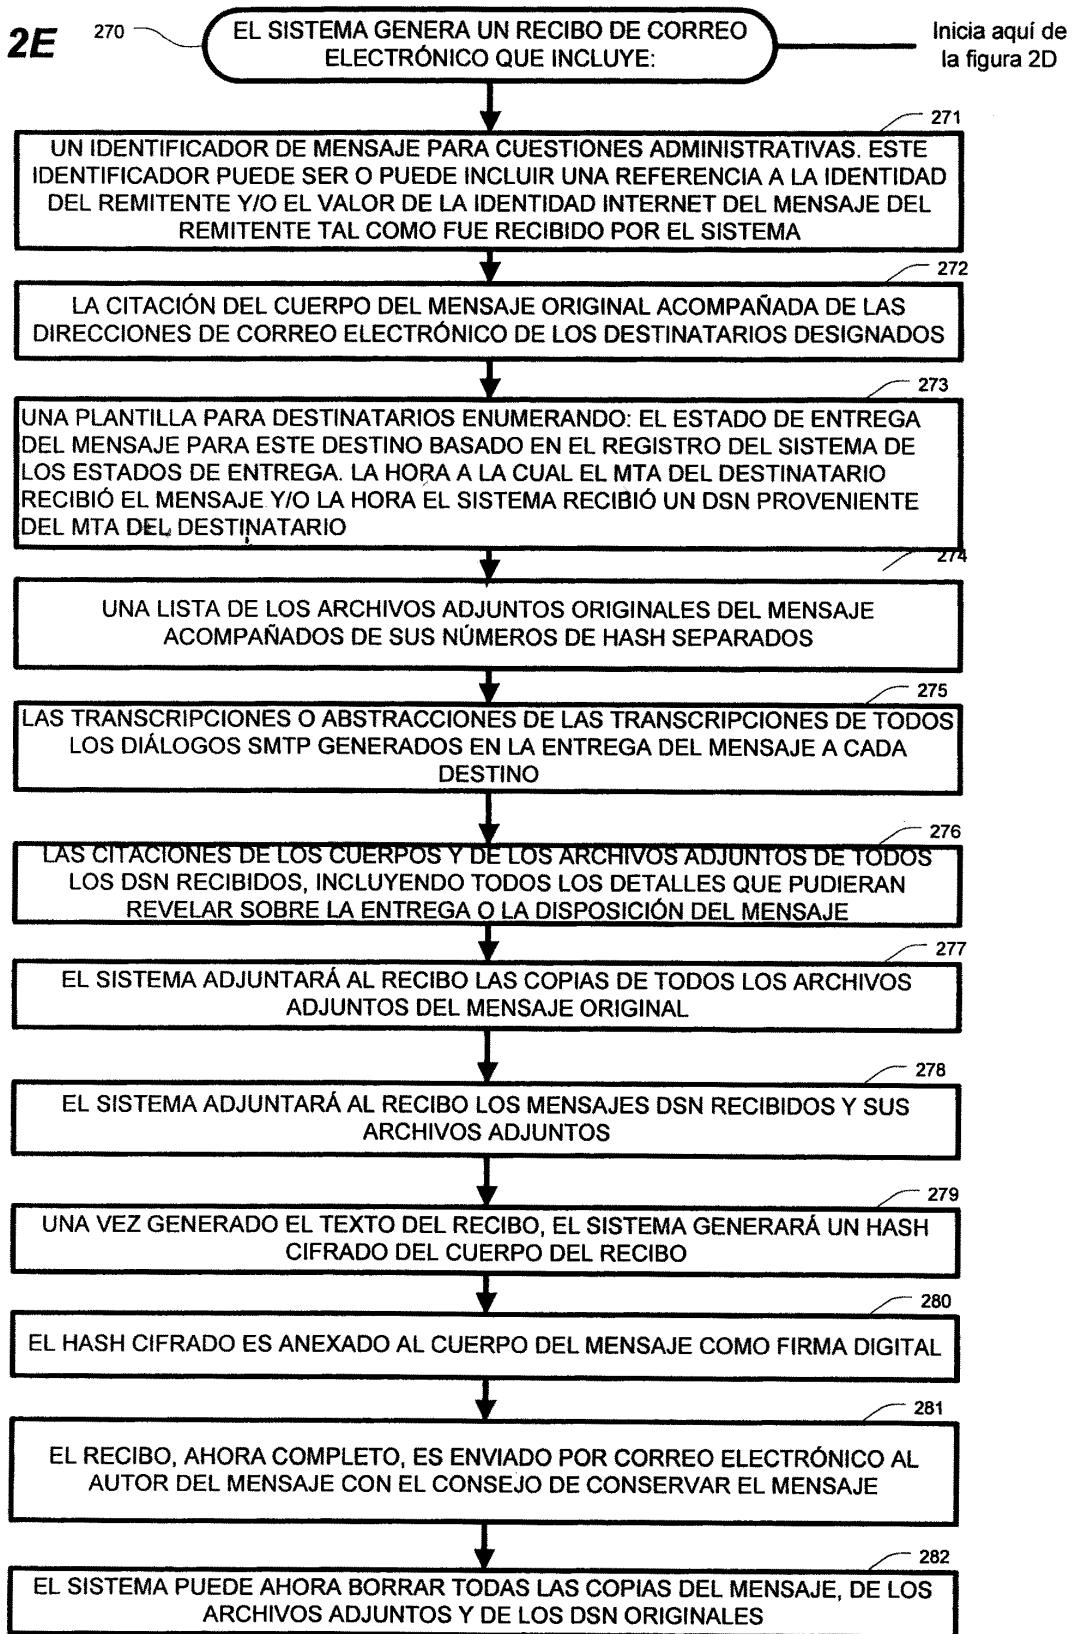 2E
270
EL SISTEMA GENERA UN RECIBO DE CORREO
ELECTRÓNICO QUE INCLUYE:
Inicia aquí de
la figura 2D
271
UN IDENTIFICADOR DE MENSAJE PARA CUESTIONES ADMINISTRATIVAS. ESTE
IDENTIFICADOR PUEDE SER O PUEDE INCLUIR UNA REFERENCIA A LA IDENTIDAD
DEL REMITENTE Y/O EL VALOR DE LA IDENTIDAD INTERNET DEL MENSAJE DEL
REMITENTE TAL COMO FUE RECIBIDO POR EL SISTEMA
272
LA CITACIÓN DEL CUERPO DEL MENSAJE ORIGINAL ACOMPAÑADA DE LAS
DIRECCIONES DE CORREO ELECTRÓNICO DE LOS DESTINATARIOS DESIGNADOS
273
UNA PLANTILLA PARA DESTINATARIOS ENUMERANDO: EL ESTADO DE ENTREGA
DEL MENSAJE PARA ESTE DESTINO BASADO EN EL REGISTRO DEL SISTEMA DE
LOS ESTADOS DE ENTREGA. LA HORA A LA CUAL EL MTA DEL DESTINATARIO
RECIBIÓ EL MENSAJE Y/O LA HORA EL SISTEMA RECIBIÓ UN DSN PROVENIENTE
DEL MTA DEL DESTINATARIO
274
UNA LISTA DE LOS ARCHIVOS ADJUNTOS ORIGINALES DEL MENSAJE
ACOMPAÑADOS DE SUS NÚMEROS DE HASH SEPARADOS
275
LAS TRANSCRIPCIONES O ABSTRACCIONES DE LAS TRANSCRIPCIONES DE TODOS
LOS DIÁLOGOS SMTP GENERADOS EN LA ENTREGA DEL MENSAJE A CADA
DESTINO
276
LAS CITACIONES DE LOS CUERPOS Y DE LOS ARCHIVOS ADJUNTOS DE TODOS
LOS DSN RECIBIDOS, INCLUYENDO TODOS LOS DETALLES QUE PUDIERAN
REVELAR SOBRE LA ENTREGA O LA DISPOSICIÓN DEL MENSAJE
277
EL SISTEMA ADJUNTARÁ AL RECIBO LAS COPIAS DE TODOS LOS ARCHIVOS
ADJUNTOS DEL MENSAJE ORIGINAL
278
EL SISTEMA ADJUNTARÁ AL RECIBO LOS MENSAJES DSN RECIBIDOS Y SUS
ARCHIVOS ADJUNTOS
279
UNA VEZ GENERADO EL TEXTO DEL RECIBO, EL SISTEMA GENERARÁ UN HASH
CIFRADO DEL CUERPO DEL RECIBO
280
EL HASH CIFRADO ES ANEXADO AL CUERPO DEL MENSAJE COMO FIRMA DIGITAL
281
EL RECIBO, AHORA COMPLETO, ES ENVIADO POR CORREO ELECTRÓNICO AL
AUTOR DEL MENSAJE CON EL CONSEJO DE CONSERVAR EL MENSAJE
282
EL SISTEMA PUEDE AHORA BORRAR TODAS LAS COPIAS DEL MENSAJE, DE LOS
ARCHIVOS ADJUNTOS Y DE LOS DSN ORIGINALES